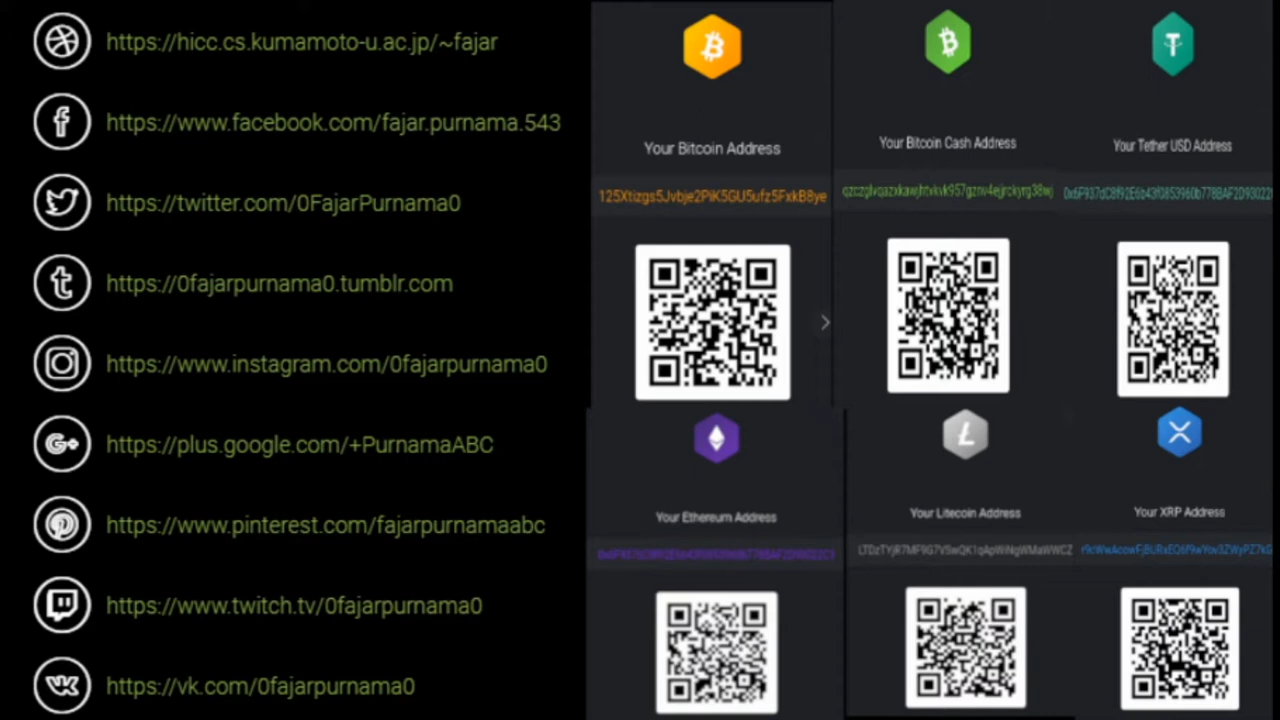 https://hicc.cs.kumamoto-u.ac.jp/~fajar
https://www.facebook.com/fajar.purnama.543
https://twitter.com/0FajarPurnama0
https://0fajarpurnama0.tumblr.com
https://www.instagram.com/0fajarpurnama0
https://plus.google.com/+PurnamaABC
https://www.pinterest.com/fajarpurnamaabc
https://www.twitch.tv/0fajarpurnama0
https://vk.com/0fajarpurnama0
Your Bitcoin Address
125Xtizgs5Jvbje2PiK5GU5ufz5FxkB8ye
Your Bitcoin Cash Address
Your Tether USD Address
Your Ethereum Address
Your Litecoin Address
Your XRP Address